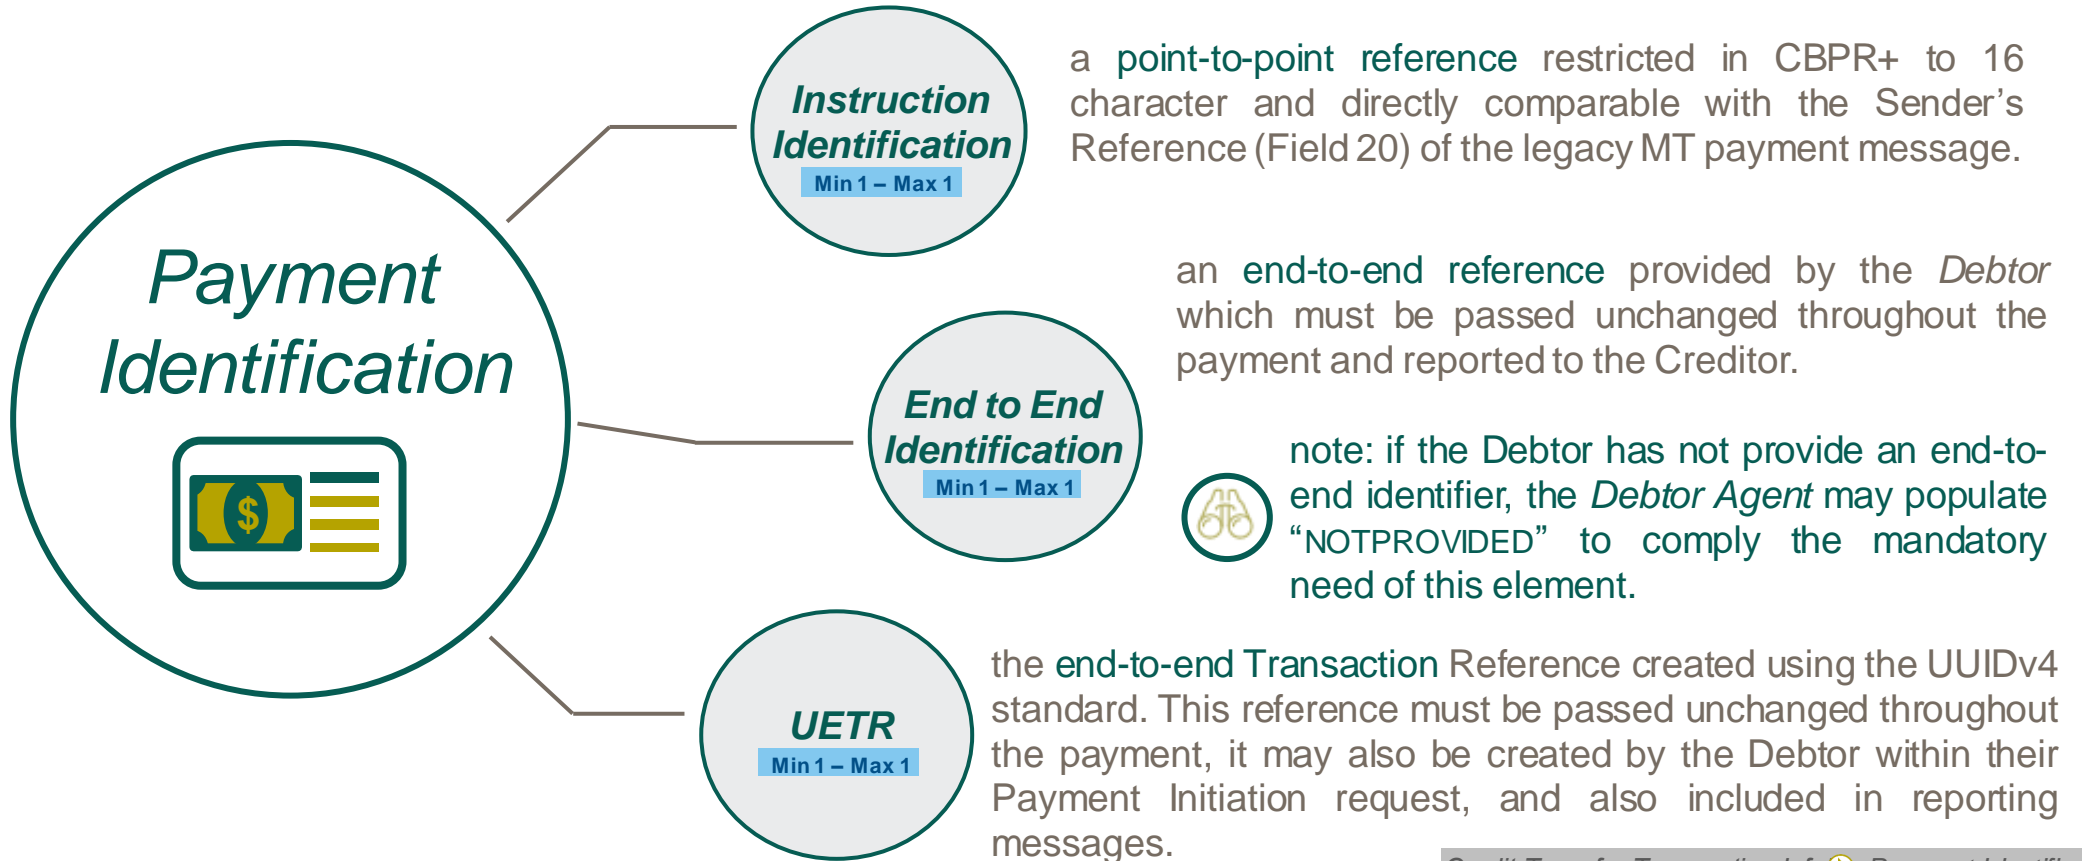 Payment
Identification
$
Instruction
Identification
Min 1 – Max 1
a point-to-point reference restricted in CBPR+ to 16
character and directly comparable with the Sender's
Reference (Field 20) of the legacy MT payment message.
End to End
Identification
Min 1 – Max 1
an end-to-end reference provided by the Debtor
which must be passed unchanged throughout the
payment and reported to the Creditor.
note: if the Debtor has not provide an end-to-
end identifier, the Debtor Agent may populate
“NOTPROVIDED” to comply the mandatory
need of this element.
UETR
Min 1 – Max 1
the end-to-end Transaction Reference created using the UUIDv4
standard. This reference must be passed unchanged throughout
the payment, it may also be created by the Debtor within their
Payment Initiation request, and also included in reporting
messages.
Credit Transfer Transaction Inf Payment Identific